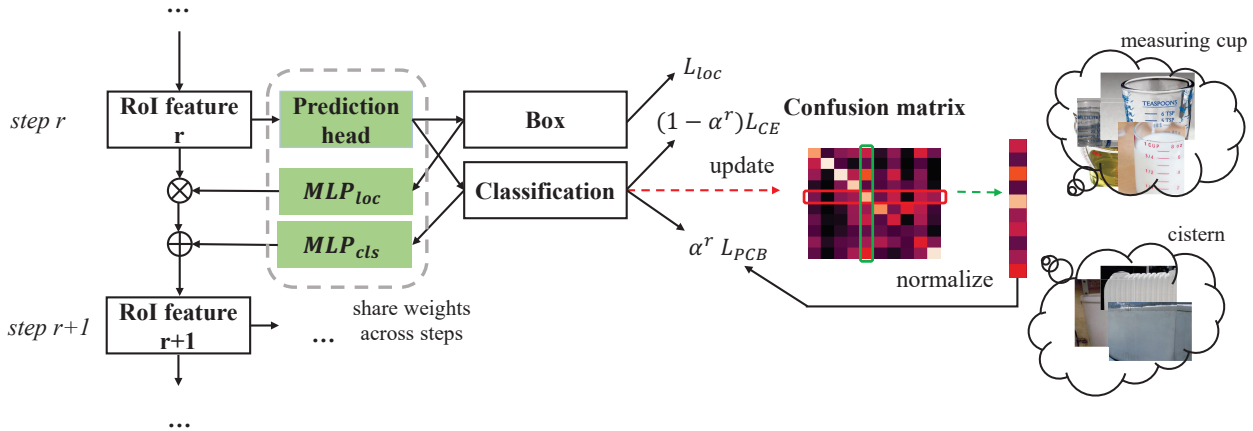 ...
measuring cup
L_loc
step r
RoI feature
r
Prediction
head
Box
(1 − α^r)L_CE
Confusion matrix
TEASPOONS
update
Classification
MLP_loc
MLP_cls
α^r L_PCB
cistern
normalize
step r+1
RoI feature
r+1
...
share weights
across steps
...